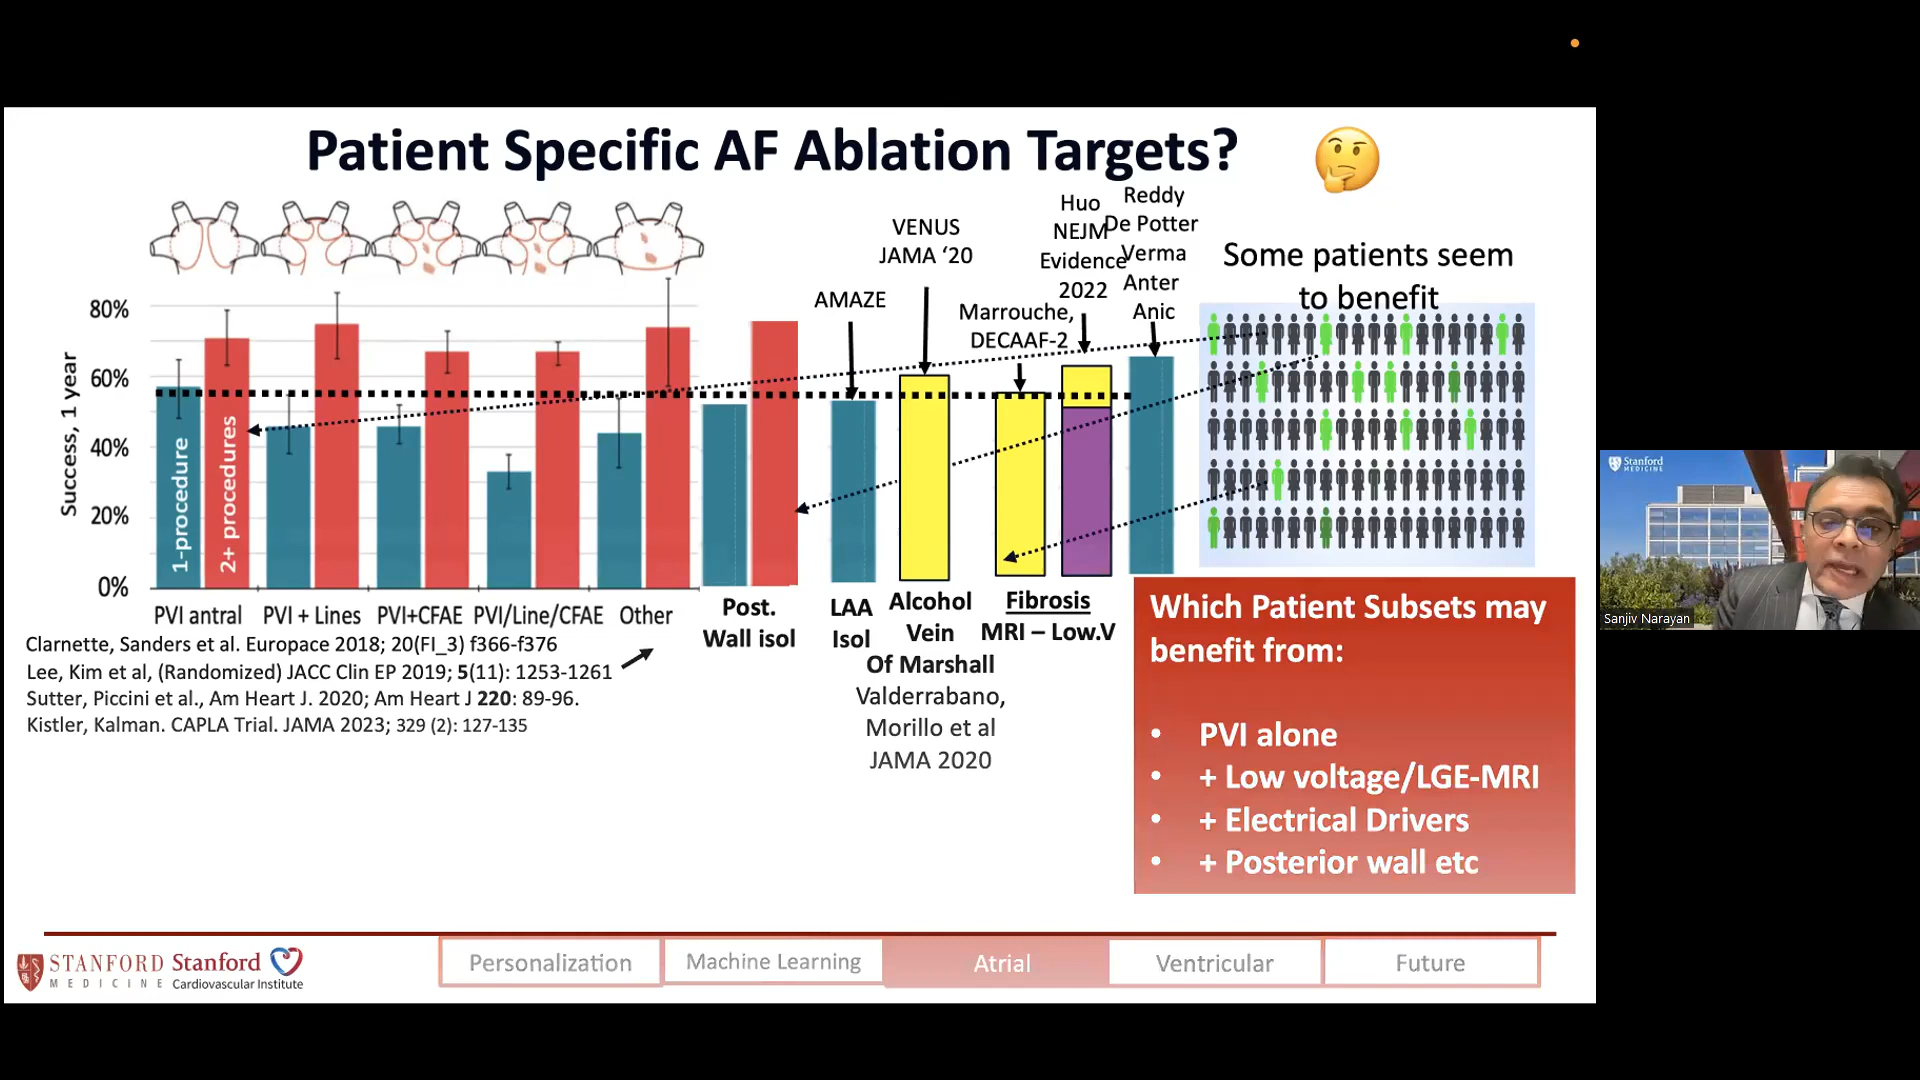 Patient Specific AF Ablation Targets?
Some patients seem
to benefit
VENUS
JAMA ‘20
AMAZE
Marrouche,
DECAAF-2
Huo
NEJM
Evidence
2022
Reddy
De Potter
Verma
Anter
Anic
Success, 1 year
80%
60%
40%
20%
0%
1-procedure
2+ procedures
PVI antral
PVI + Lines
PVI+CFAE
PVI/Line/CFAE
Other
Post.
Wall isol
LAA
Isol
Alcohol
Vein
Of Marshall
Valderrabano,
Morillo et al
JAMA 2020
Fibrosis
MRI – Low.V
Clarnette, Sanders et al. Europace 2018; 20(FI_3) f366-f376
Lee, Kim et al, (Randomized) JACC Clin EP 2019; 5(11): 1253-1261
Sutter, Piccini et al., Am Heart J. 2020; Am Heart J 220: 89-96.
Kistler, Kalman. CAPLA Trial. JAMA 2023; 329 (2): 127-135
Which Patient Subsets may
benefit from:
• PVI alone
• + Low voltage/LGE-MRI
• + Electrical Drivers
• + Posterior wall etc
STANFORD
MEDICINE
Stanford
Cardiovascular Institute
Personalization
Machine Learning
Atrial
Ventricular
Future
Stanford
MEDICINE
Sanjiv Narayan